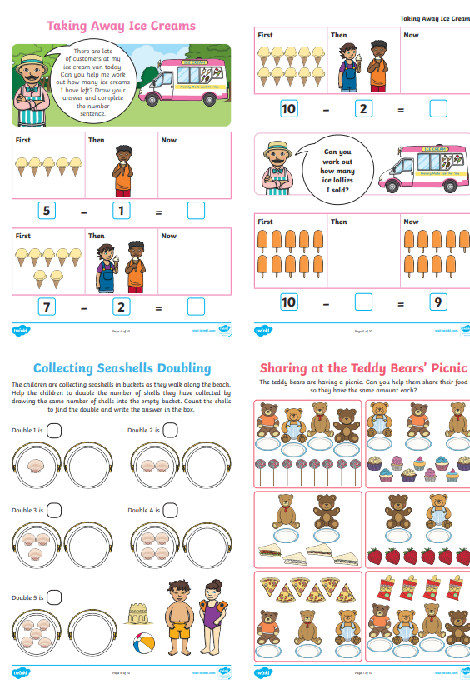 Taking Away Ice Creams
There are lots
of customers at my
ice cream van today.
Can you help me work
out how many ice creams
I have left? Draw your
answer and complete
the number
sentence.
First Then Now
5 - 1 =
First Then Now
7 - 2 =
twinkl
Taking Away Ice Cream
First Then Now
10 - 2 =
Can you
work out
how many
ice lollies
I sold?
First Then Now
10 - = 9
twinkl
Collecting Seashells Doubling
The children are collecting seashells in buckets as they walk along the beach.
Help the children to double the number of shells they have collected by
drawing the same number of shells into the empty bucket. Count the shells
to find the double and write the answer in the box.
Double 1 is Double 2 is
Double 3 is Double 4 is
Double 5 is
twinkl
Sharing at the Teddy Bears' Picnic
The teddy bears are having a picnic. Can you help them share their food
so they have the same amount each?
twinkl